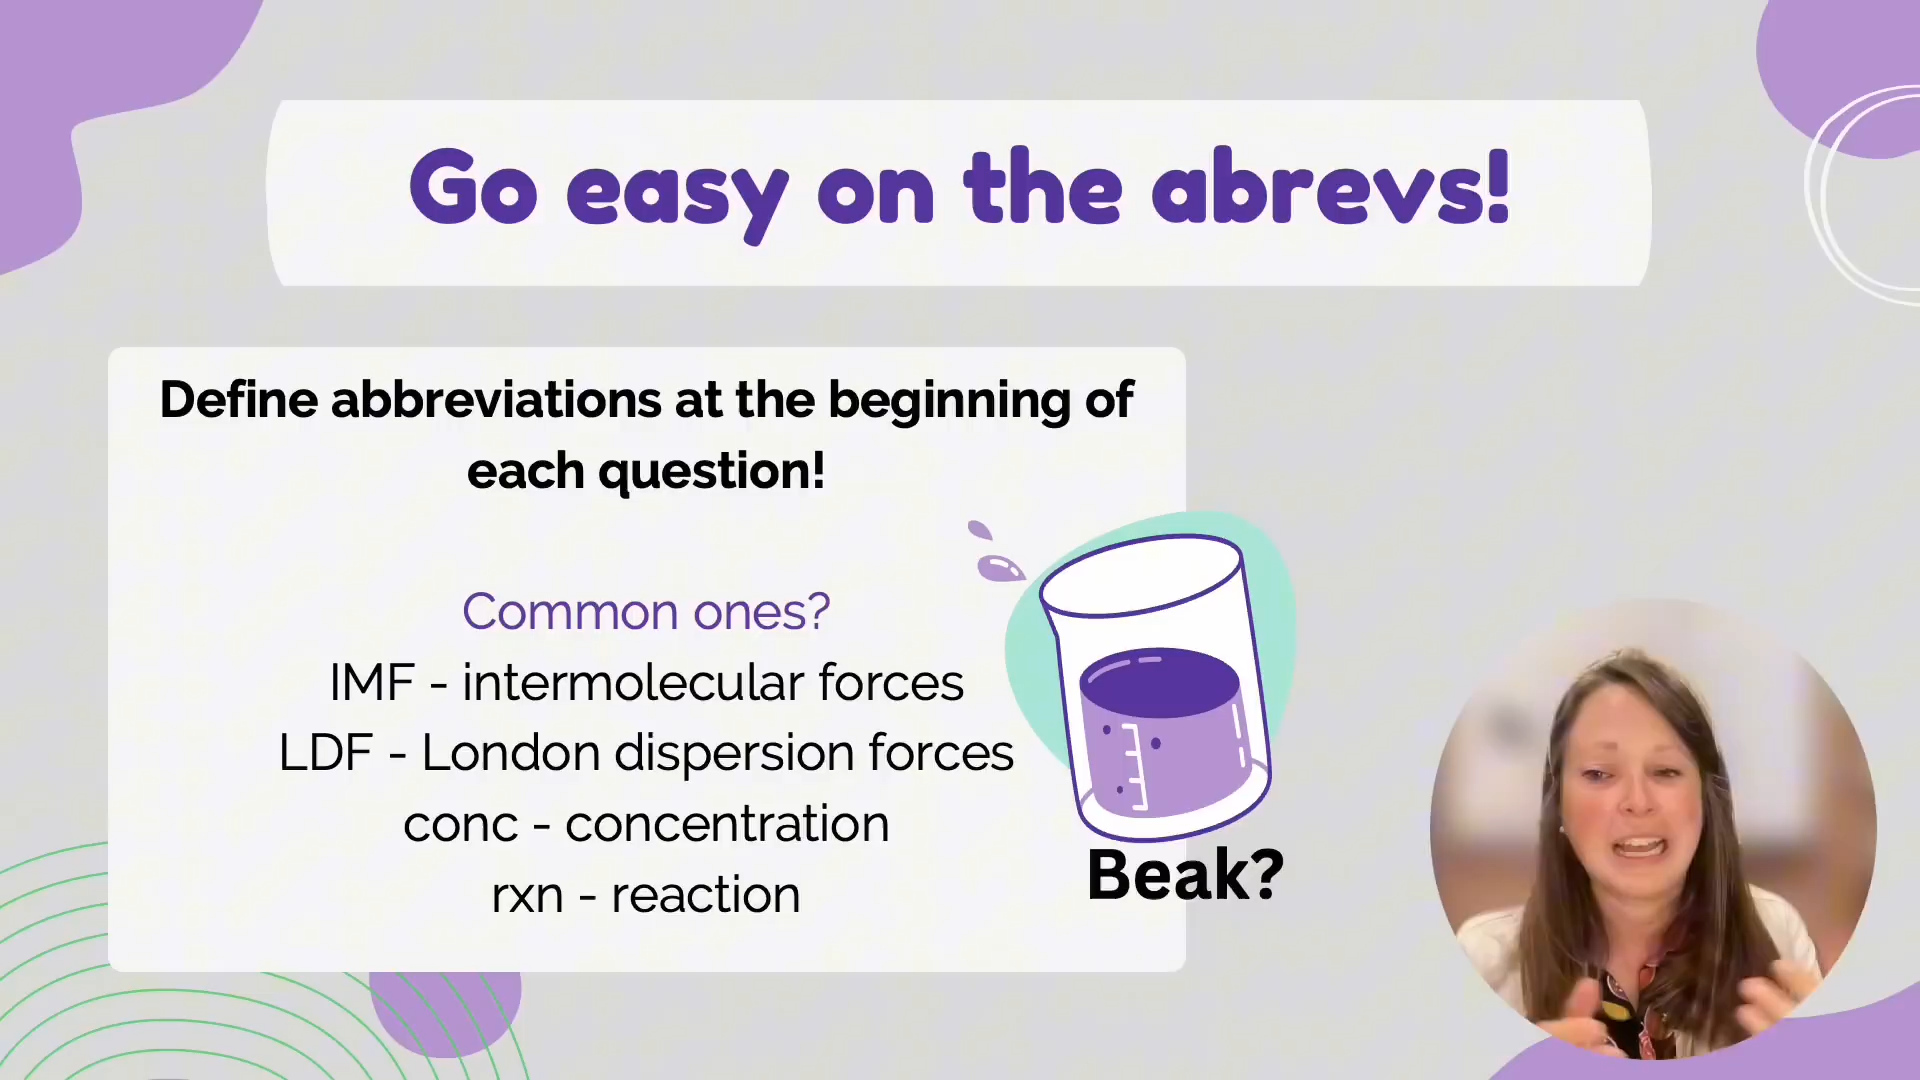 Go easy on the abrevs!
Define abbreviations at the beginning of
each question!
Common ones?
IMF - intermolecular forces
LDF - London dispersion forces
conc - concentration
rxn - reaction
Beak?